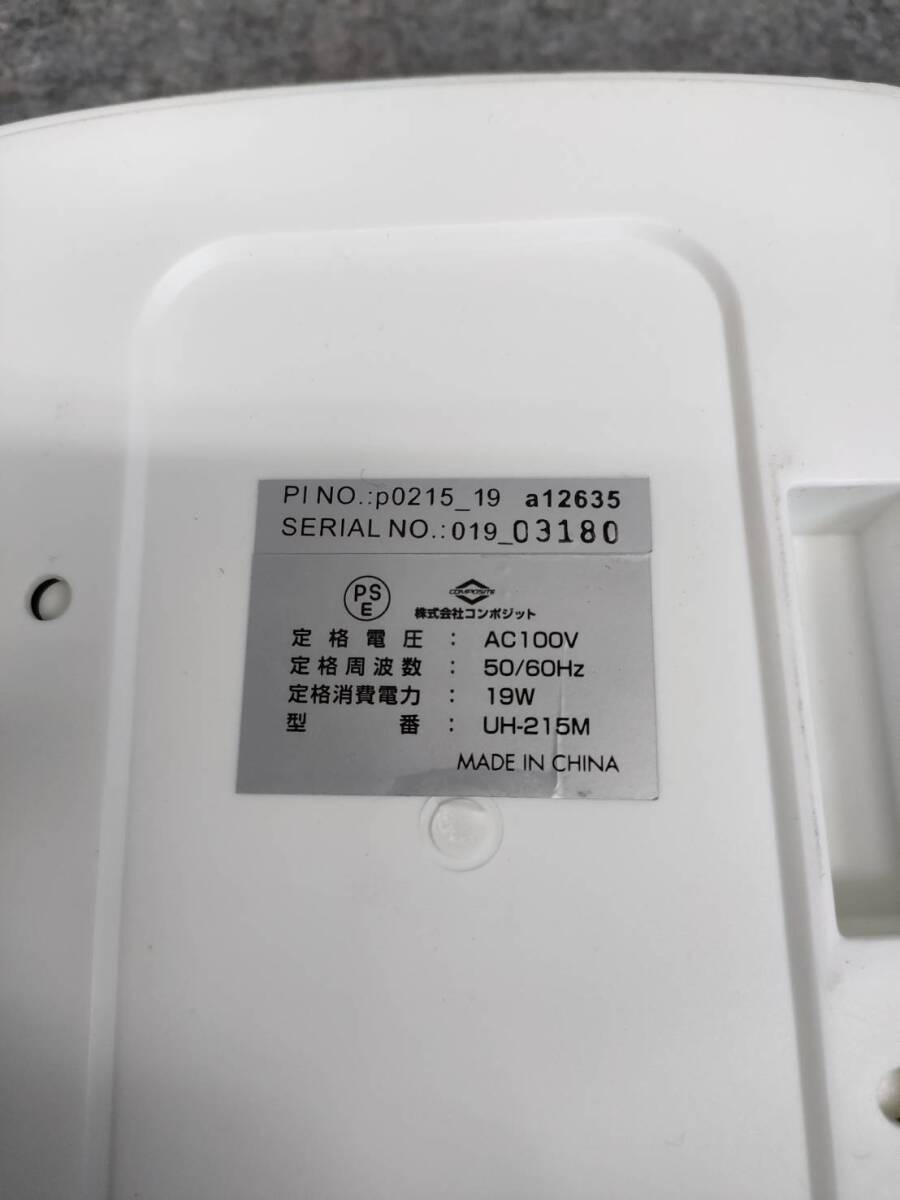 PI NO.:p0215_19 a12635
SERIAL NO.: 019_03180
PS E COMPOSITE
株式会社コンポジット
定格電圧 : AC100V
定格周波数 : 50/60Hz
定格消費電力 : 19W
型番 : UH-215M
MADE IN CHINA